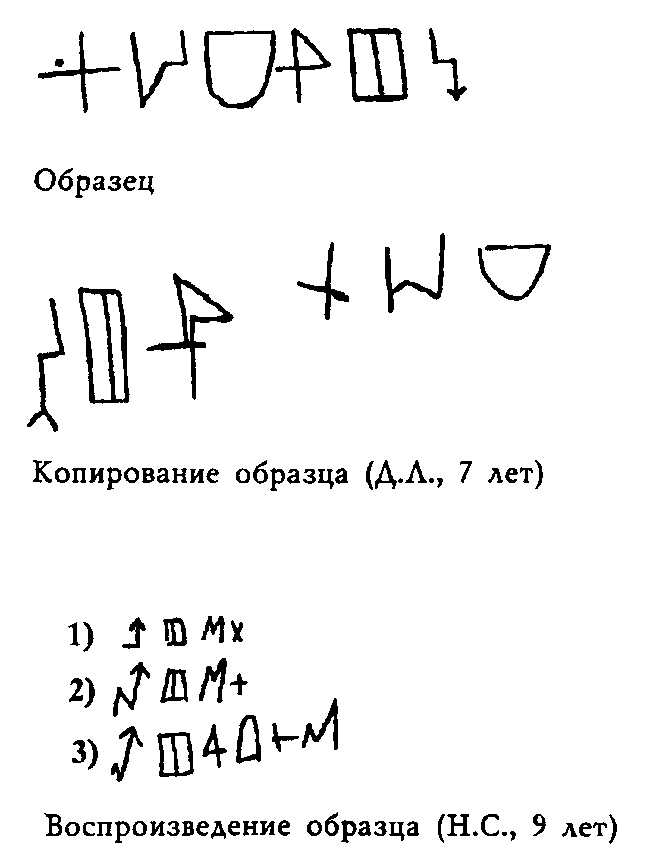 Образец
Копирование образца (Д.Л., 7 лет)
1)
2)
3)
Воспроизведение образца (Н.С., 9 лет)